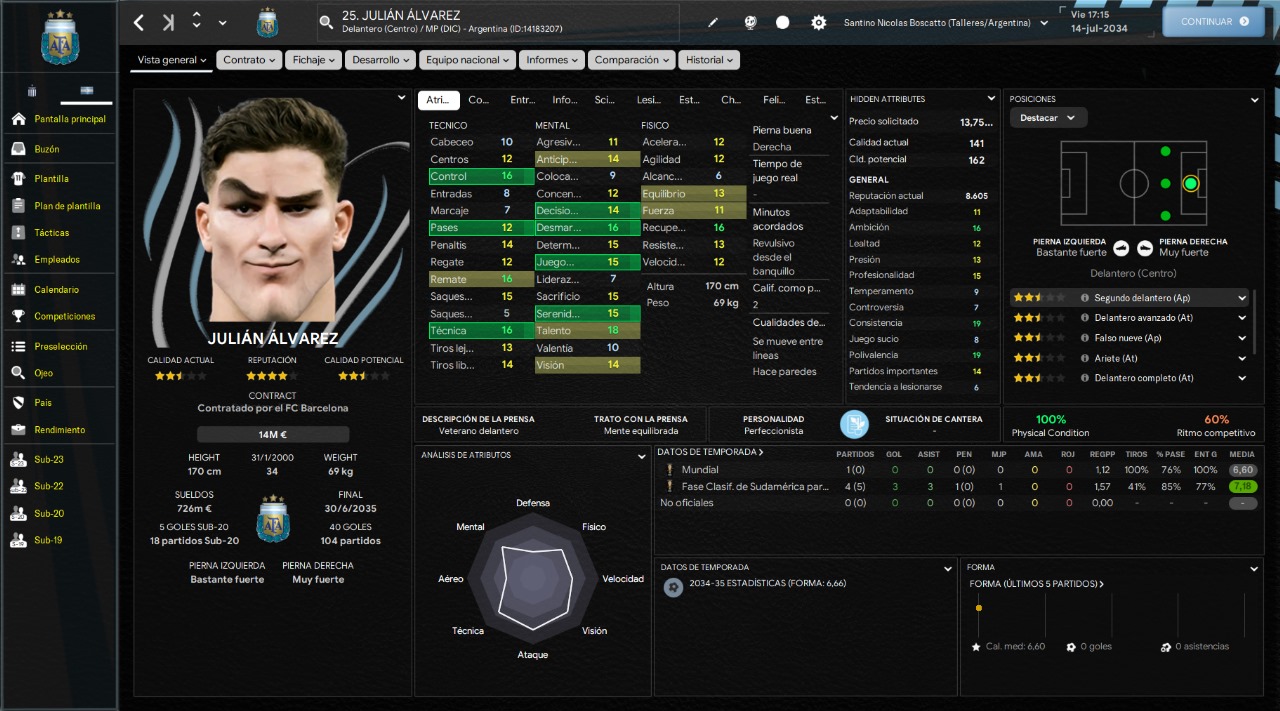 25. JULIÁN ÁLVAREZ
Delantero (Centro) / MP (DIC) - Argentina (ID:14183207)
Santino Nicolas Boscatto (Talleres/Argentina)
Vie 17:15
14-jul-2034
CONTINUAR
AFA
Pantalla principal
Buzón
Plantilla
Plan de plantilla
Tácticas
Empleados
Calendario
Competiciones
Preselección
Ojeo
País
Rendimiento
Sub-23
Sub-22
Sub-20
Sub-19
Vista general
Contrato
Fichaje
Desarrollo
Equipo nacional
Informes
Comparación
Historial
JULIÁN ÁLVAREZ
CALIDAD ACTUAL REPUTACIÓN CALIDAD POTENCIAL
CONTRACT
Contratado por el FC Barcelona
14M €
HEIGHT 31/1/2000 WEIGHT
170 cm 34 69 kg
SUELDOS FINAL
726m € 30/6/2035
5 GOLES SUB-20 40 GOLES
18 partidos Sub-20 104 partidos
PIERNA IZQUIERDA PIERNA DERECHA
Bastante fuerte Muy fuerte
Atri... Co... Entr... Info... Sci... Lesi... Est... Ch... Feli... Est...
TECNICO MENTAL FISICO
Cabeceo 10 Agresiv... 11 Acelera... 12
Centros 12 Anticip... 14 Agilidad 12
Control 16 Coloca... 9 Alcanc... 6
Entradas 8 Concen... 12 Equilibrio 13
Marcaje 7 Decisio... 14 Fuerza 11
Pases 12 Desmar... 16 Recupe... 16
Penaltis 14 Determ... 15 Resiste... 13
Regate 12 Juego... 15 Velocid... 12
Remate 16 Lideraz... 7
Saques... 15 Sacrificio 15
Saques... 5 Serenid... 15
Técnica 16 Talento 18
Tiros lej... 13 Valentía 10
Tiros lib... 14 Visión 14
Altura 170 cm
Peso 69 kg
Pierna buena
Derecha
Tiempo de
juego real
-
Minutos
acordados
Revulsivo
desde el
banquillo
Calif. como p...
2
Cualidades de...
Se mueve entre
líneas
Hace paredes
HIDDEN ATTRIBUTES
Precio solicitado 13,75...
Calidad actual 141
Cld. potencial 162
GENERAL
Reputación actual 8.605
Adaptabilidad 11
Ambición 16
Lealtad 12
Presión 13
Profesionalidad 15
Temperamento 9
Controversia 7
Consistencia 19
Juego sucio 8
Polivalencia 19
Partidos importantes 14
Tendencia a lesionarse 6
POSICIONES
Destacar
PIERNA IZQUIERDA PIERNA DERECHA
Bastante fuerte Muy fuerte
Delantero (Centro)
Segundo delantero (Ap)
Delantero avanzado (At)
Falso nueve (Ap)
Ariete (At)
Delantero completo (At)
DESCRIPCIÓN DE LA PRENSA TRATO CON LA PRENSA PERSONALIDAD SITUACIÓN DE CANTERA
Veterano delantero Mente equilibrada Perfeccionista -
100% 60%
Physical Condition Ritmo competitivo
ANÁLISIS DE ATRIBUTOS
Defensa
Mental Físico
Aéreo Velocidad
Técnica Visión
Ataque
DATOS DE TEMPORADA PARTIDOS GOL ASIST PEN MJP AMA ROJ REGPP TIROS % PASE ENT G MEDIA
Mundial 1 (0) 0 0 0 (0) 0 0 0 1,12 100% 76% 100% 6,60
Fase Clasif. de Sudamérica par... 4 (5) 3 3 1 (0) 1 0 0 1,57 41% 85% 77% 7,18
No oficiales 0 (0) 0 0 0 (0) 0 0 0 0,00 - - - -
DATOS DE TEMPORADA
2034-35 ESTADÍSTICAS (FORMA: 6,66)
FORMA
FORMA (ÚLTIMOS 5 PARTIDOS)
Cal. med: 6,60 0 goles 0 asistencias